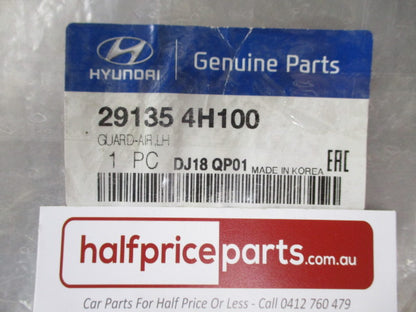 HYUNDAI
Genuine Parts
29135 4H100
GUARD-AIR,LH
1 PC DJ18 QP01 MADE IN KOREA EAC
halfpriceparts.com.au
Car Parts For Half Price Or Less - Call 0412 760 479